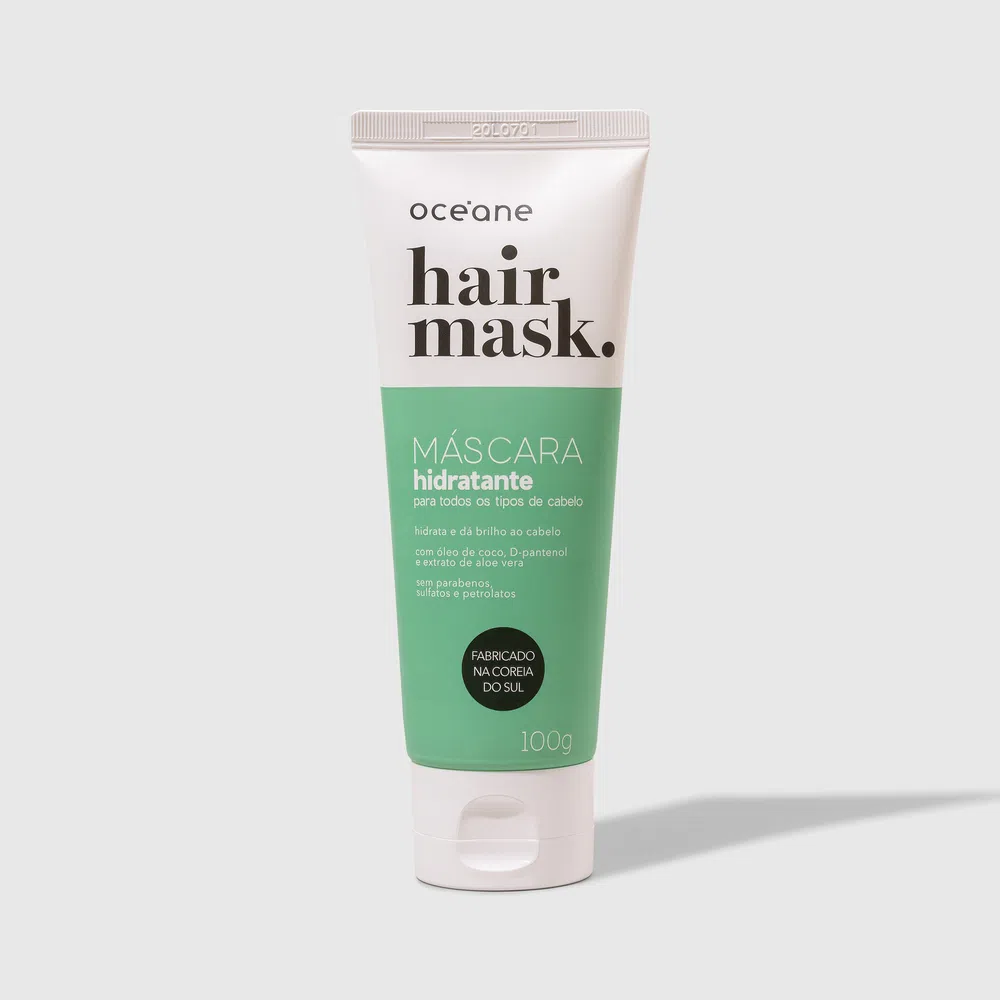 20L0701
oceane
hair
mask.
MÁSCARA
hidratante
para todos os tipos de cabelo
hidrata e dá brilho ao cabelo
com óleo de coco, D-pantenol
e extrato de aloe vera
sem parabenos,
sulfatos e petrolatos
FABRICADO
NA COREIA
DO SUL
100g